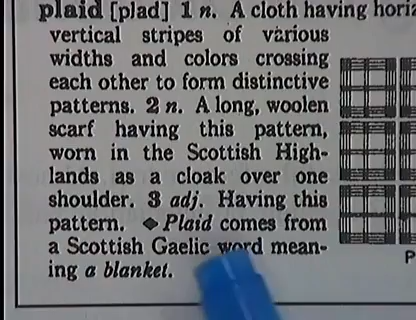 plaid [plad] 1 n. A cloth having horiz
vertical stripes of various
widths and colors crossing
each other to form distinctive
patterns. 2 n. A long, woolen
scarf having this pattern,
worn in the Scottish High-
lands as a cloak over one
shoulder. 3 adj. Having this
pattern. ◆Plaid comes from
a Scottish Gaelic word mean-
ing a blanket.
P